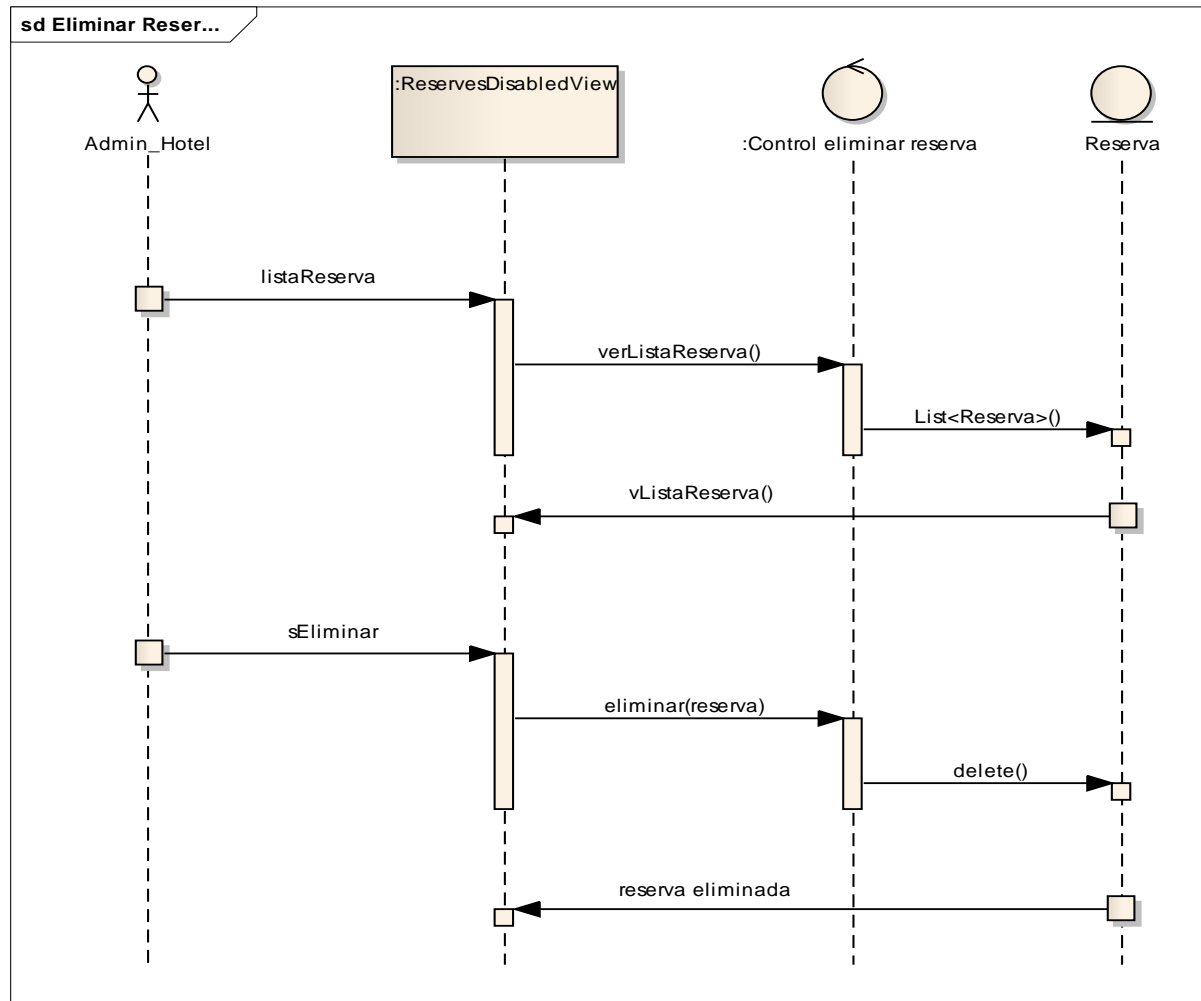 sd Eliminar Reser...
:ReservesDisabledView
Admin_Hotel
:Control eliminar reserva
Reserva
listaReserva
verListaReserva()
List<Reserva>()
vListaReserva()
sEliminar
eliminar(reserva)
delete()
reserva eliminada